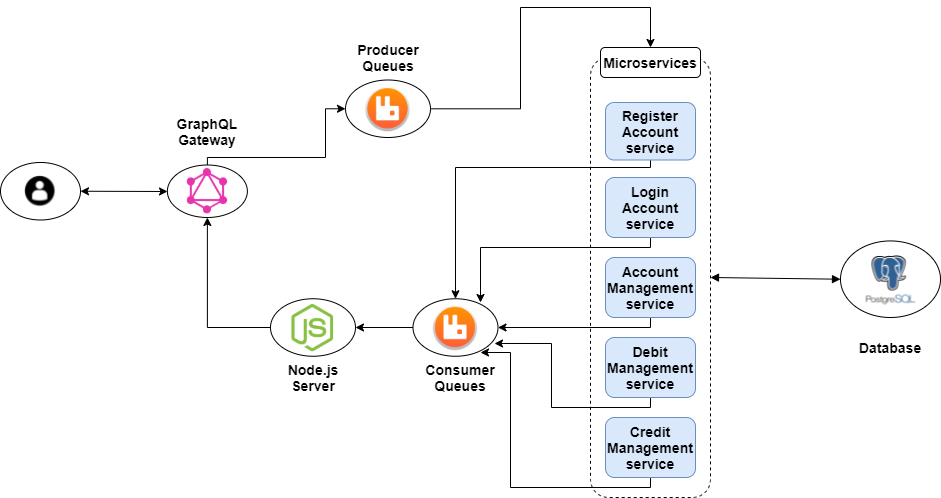 Producer
Queues
Microservices
GraphQL
Gateway
Register
Account
service
Login
Account
service
Account
Management
service
PostgreSQL
Database
JS
Node.js
Server
Consumer
Queues
Debit
Management
service
Credit
Management
service